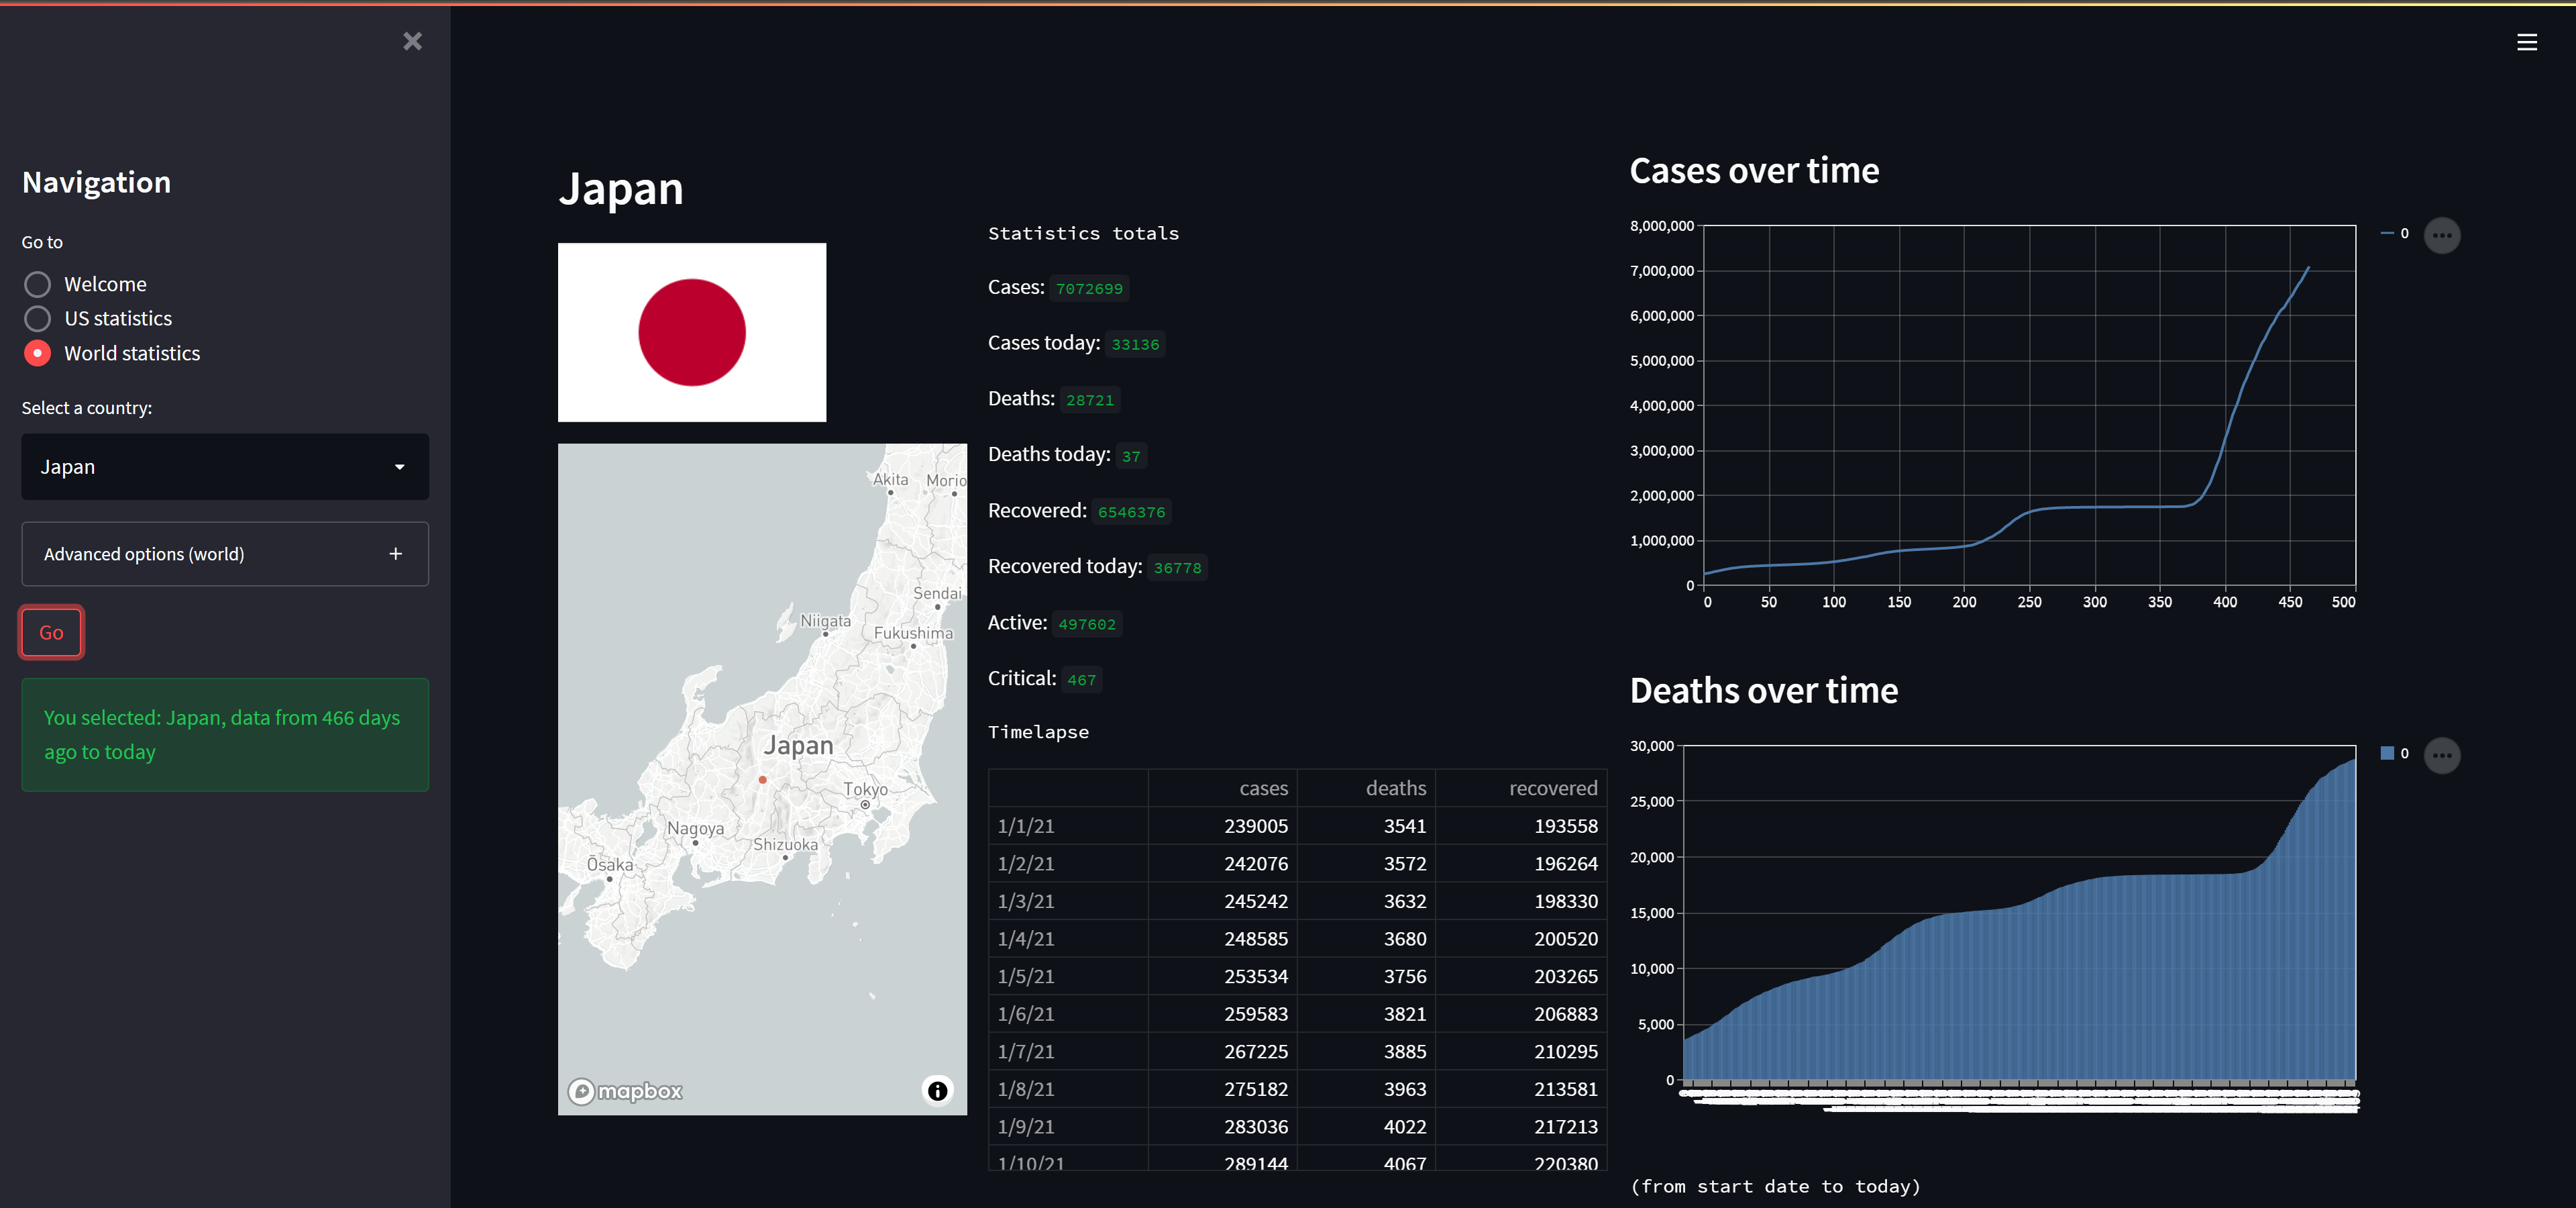 Navigation
Go to
Welcome
US statistics
World statistics
Select a country:
Japan
Advanced options (world)
Go
You selected: Japan, data from 466 days
ago to today
Japan
Akita Morio
Sendai
Niigata
Fukushima
Japan
Tokyo
Nagoya
Shizuoka
Ōsaka
mapbox
Statistics totals
Cases: 7072699
Cases today: 33136
Deaths: 28721
Deaths today: 37
Recovered: 6546376
Recovered today: 36778
Active: 497602
Critical: 467
Timelapse
cases deaths recovered
1/1/21 239005 3541 193558
1/2/21 242076 3572 196264
1/3/21 245242 3632 198330
1/4/21 248585 3680 200520
1/5/21 253534 3756 203265
1/6/21 259583 3821 206883
1/7/21 267225 3885 210295
1/8/21 275182 3963 213581
1/9/21 283036 4022 217213
1/10/21 289144 4067 220380
Cases over time
8,000,000
7,000,000
6,000,000
5,000,000
4,000,000
3,000,000
2,000,000
1,000,000
0
0 50 100 150 200 250 300 350 400 450 500
0
Deaths over time
30,000
25,000
20,000
15,000
10,000
5,000
0
0
(from start date to today)